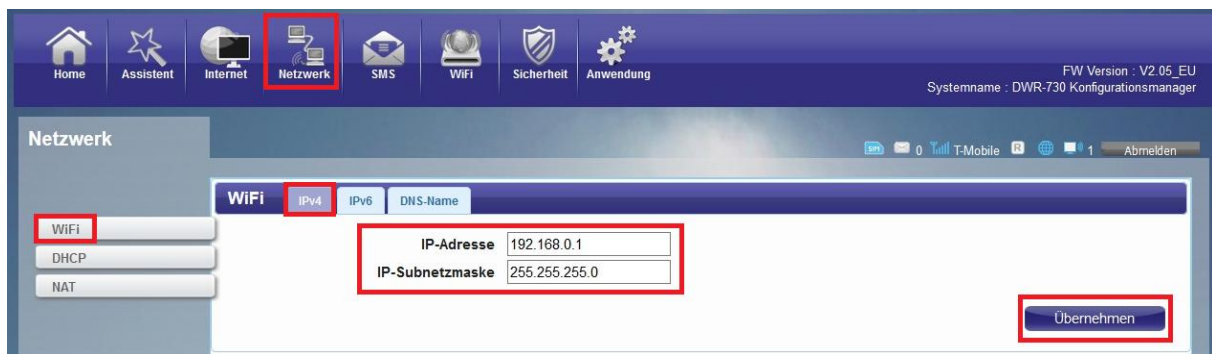 Home Assistent Internet Netzwerk SMS WiFi Sicherheit Anwendung
FW Version : V2.05_EU
Systemname : DWR-730 Konfigurationsmanager
Netzwerk
SIM 0 T-Mobile R 1 Abmelden
WiFi IPv4 IPv6 DNS-Name
WiFi
DHCP
NAT
IP-Adresse 192.168.0.1
IP-Subnetzmaske 255.255.255.0
Übernehmen